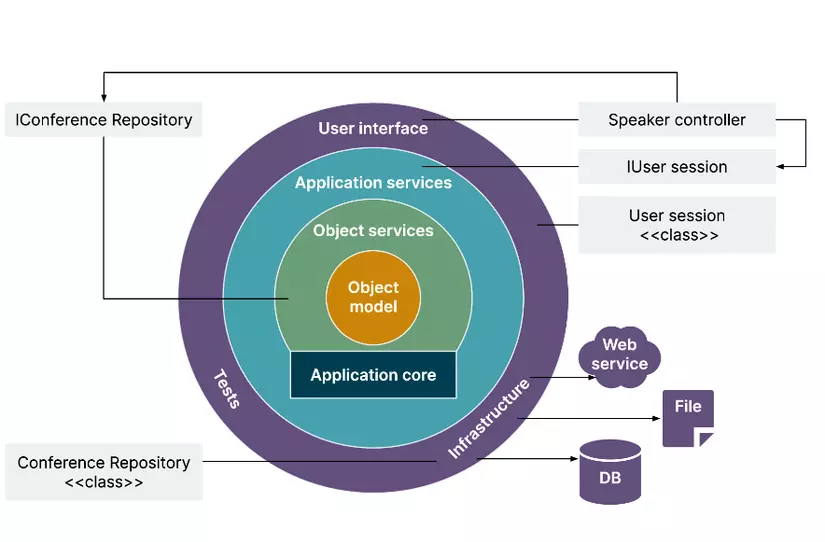 IConference Repository
Speaker controller
User interface
IUser session
Application services
User session
<<class>>
Object services
Object
model
Web
service
Application core
Tests
Infrastructure
File
Conference Repository
<<class>>
DB